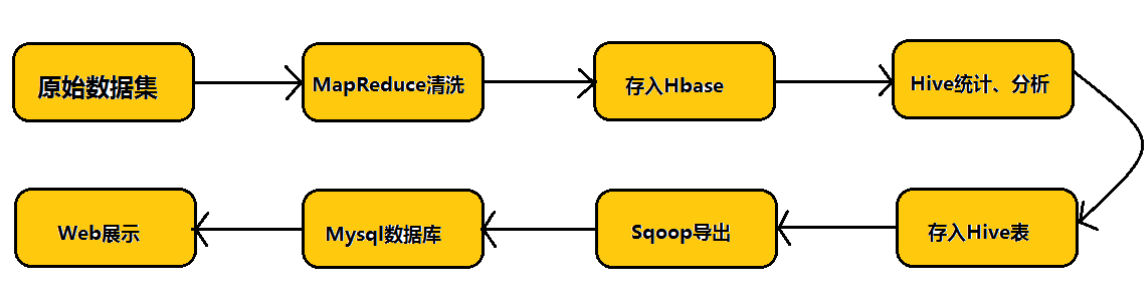 原始数据集
MapReduce清洗
存入Hbase
Hive统计、分析
存入Hive表
Sqoop导出
Mysql数据库
Web展示